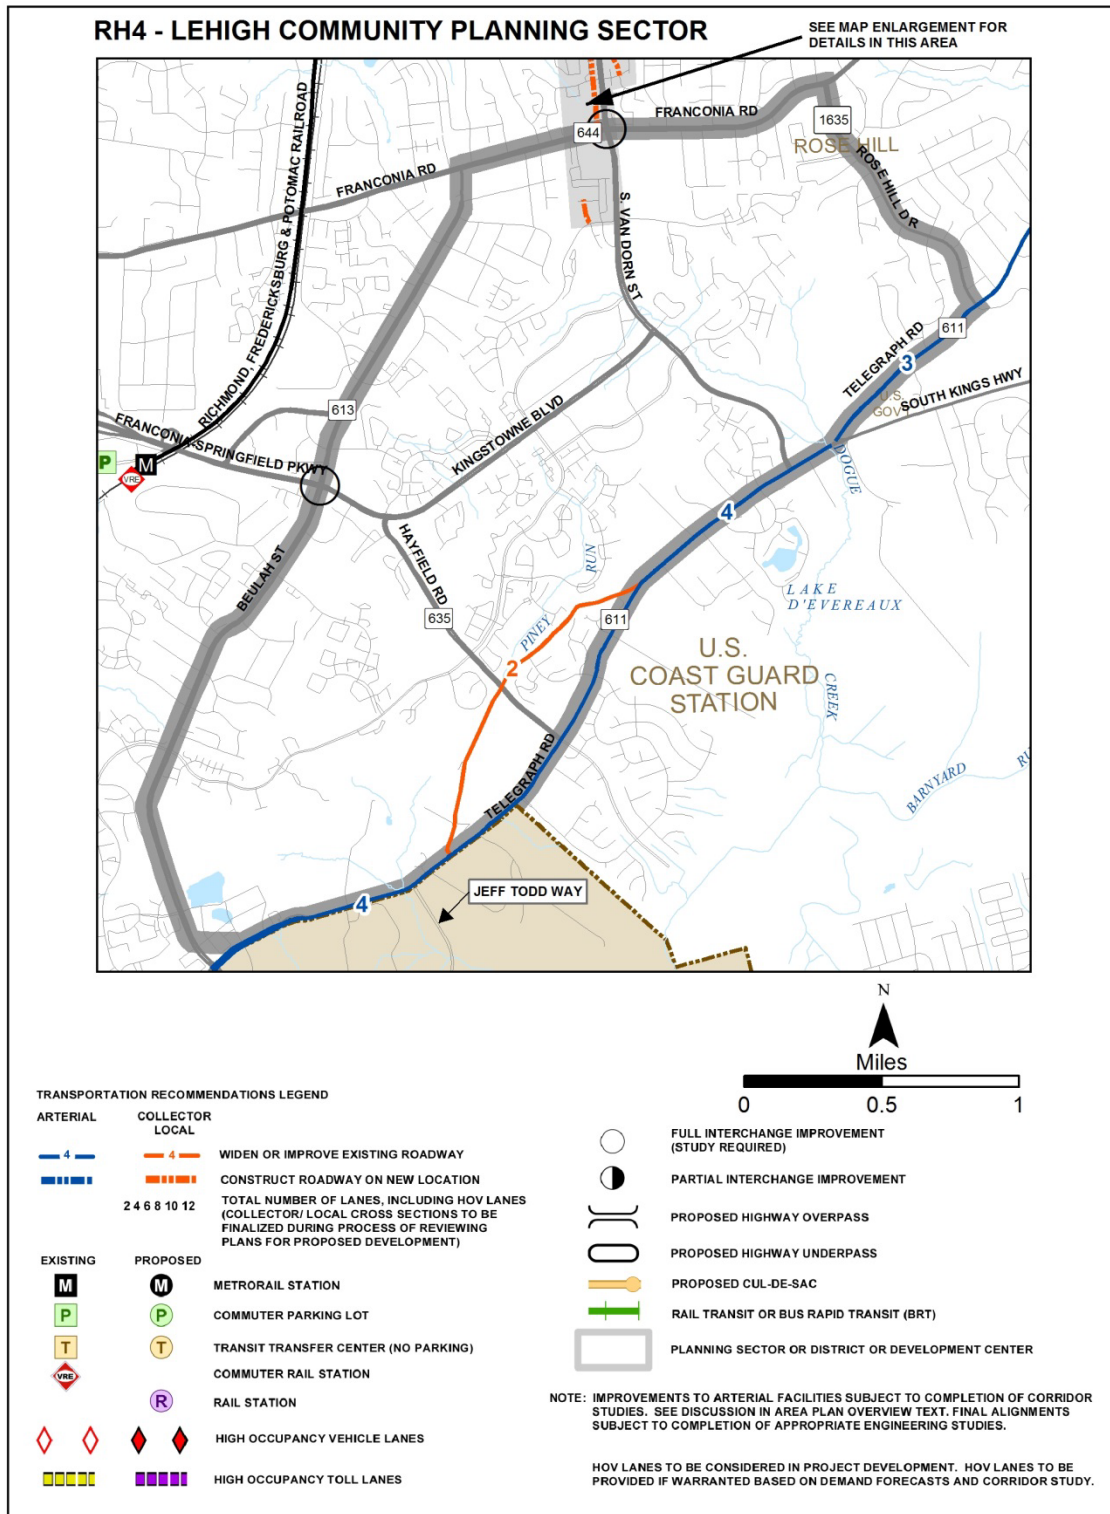 RH4 - LEHIGH COMMUNITY PLANNING SECTOR
SEE MAP ENLARGEMENT FOR
DETAILS IN THIS AREA
RICHMOND, FREDERICKSBURG & POTOMAC RAILROAD
FRANCONIA RD
644
FRANCONIA RD
1635
ROSE HILL
ROSE HILL DR
S. VAN DORN ST
611
TELEGRAPH RD
3
U.S.
GOV
SOUTH KINGS HWY
613
FRANCONIA-SPRINGFIELD PKWY
KINGSTOWNE BLVD
P
M
VRE
DOGUE
4
HAYFIELD RD
RUN
BEULAH ST
LAKE
D'EVEREAUX
635
611
PINEY
U.S.
COAST GUARD
STATION
2
CREEK
TELEGRAPH RD
BARNYARD
RU
JEFF TODD WAY
4
N
Miles
0 0.5 1
TRANSPORTATION RECOMMENDATIONS LEGEND
ARTERIAL
COLLECTOR
LOCAL
4 4 WIDEN OR IMPROVE EXISTING ROADWAY
CONSTRUCT ROADWAY ON NEW LOCATION
2 4 6 8 10 12 TOTAL NUMBER OF LANES, INCLUDING HOV LANES
(COLLECTOR/ LOCAL CROSS SECTIONS TO BE
FINALIZED DURING PROCESS OF REVIEWING
PLANS FOR PROPOSED DEVELOPMENT)
EXISTING PROPOSED
M M METRORAIL STATION
P P COMMUTER PARKING LOT
T T TRANSIT TRANSFER CENTER (NO PARKING)
VRE COMMUTER RAIL STATION
R RAIL STATION
HIGH OCCUPANCY VEHICLE LANES
HIGH OCCUPANCY TOLL LANES
FULL INTERCHANGE IMPROVEMENT
(STUDY REQUIRED)
PARTIAL INTERCHANGE IMPROVEMENT
PROPOSED HIGHWAY OVERPASS
PROPOSED HIGHWAY UNDERPASS
PROPOSED CUL-DE-SAC
RAIL TRANSIT OR BUS RAPID TRANSIT (BRT)
PLANNING SECTOR OR DISTRICT OR DEVELOPMENT CENTER
NOTE: IMPROVEMENTS TO ARTERIAL FACILITIES SUBJECT TO COMPLETION OF CORRIDOR
STUDIES. SEE DISCUSSION IN AREA PLAN OVERVIEW TEXT. FINAL ALIGNMENTS
SUBJECT TO COMPLETION OF APPROPRIATE ENGINEERING STUDIES.
HOV LANES TO BE CONSIDERED IN PROJECT DEVELOPMENT. HOV LANES TO BE
PROVIDED IF WARRANTED BASED ON DEMAND FORECASTS AND CORRIDOR STUDY.